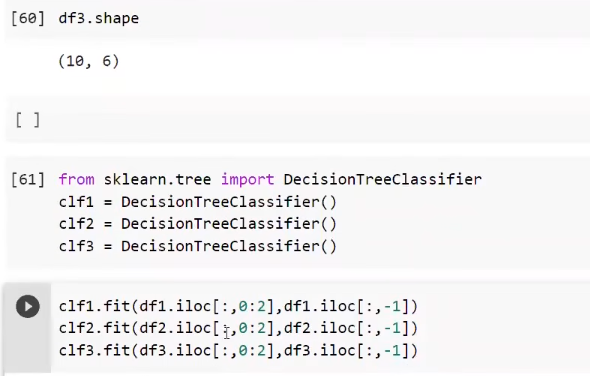 [60] df3.shape
(10, 6)
[ ]
[61] from sklearn.tree import DecisionTreeClassifier
clf1 = DecisionTreeClassifier()
clf2 = DecisionTreeClassifier()
clf3 = DecisionTreeClassifier()
clf1.fit(df1.iloc[:,0:2],df1.iloc[:,-1])
clf2.fit(df2.iloc[:,0:2],df2.iloc[:,-1])
clf3.fit(df3.iloc[:,0:2],df3.iloc[:,-1])